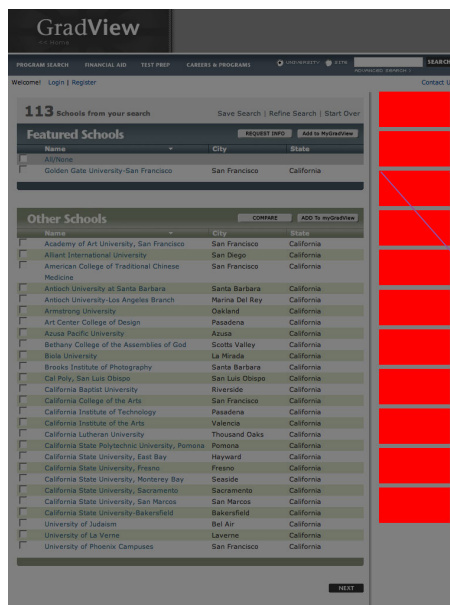 GradView
At Home
PROGRAM SEARCH FINANCIAL AID TEST PREP CAREERS & PROGRAMS UNIVERSITY SITE SEARCH
ADVANCED SEARCH
Welcome! Login | Register Contact U
113 Schools from your search Save Search | Refine Search | Start Over
Featured Schools REQUEST INFO Add to MyGradView
Name City State
All/None
Golden Gate University-San Francisco San Francisco California
Other Schools COMPARE ADD To myGradView
Name City State
Academy of Art University, San Francisco San Francisco California
Alliant International University San Diego California
American College of Traditional Chinese San Francisco California
Medicine
Antioch University at Santa Barbara Santa Barbara California
Antioch University-Los Angeles Branch Marina Del Rey California
Armstrong University Oakland California
Art Center College of Design Pasadena California
Azusa Pacific University Azusa California
Bethany College of the Assemblies of God Scotts Valley California
Biola University La Mirada California
Brooks Institute of Photography Santa Barbara California
Cal Poly, San Luis Obispo San Luis Obispo California
California Baptist University Riverside California
California College of the Arts San Francisco California
California Institute of Technology Pasadena California
California Institute of the Arts Valencia California
California Lutheran University Thousand Oaks California
California State Polytechnic University, Pomona Pomona California
California State University, East Bay Hayward California
California State University, Fresno Fresno California
California State University, Monterey Bay Seaside California
California State University, Sacramento Sacramento California
California State University, San Marcos San Marcos California
California State University-Bakersfield Bakersfield California
University of Judaism Bel Air California
University of La Verne Laverne California
University of Phoenix Campuses San Francisco California
NEXT